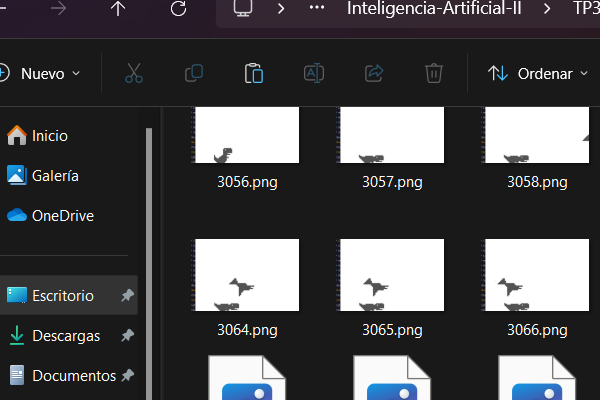 Inteligencia-Artificial-II
TP3
Nuevo
Ordenar
Inicio
Galería
OneDrive
Escritorio
Descargas
Documentos
3056.png
3057.png
3058.png
3064.png
3065.png
3066.png